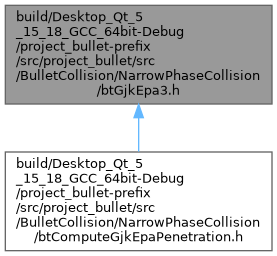 build/Desktop_Qt_5
_15_18_GCC_64bit-Debug
/project_bullet-prefix
/src/project_bullet/src
/BulletCollision/NarrowPhaseCollision
/btGjkEpa3.h
build/Desktop_Qt_5
_15_18_GCC_64bit-Debug
/project_bullet-prefix
/src/project_bullet/src
/BulletCollision/NarrowPhaseCollision
/btComputeGjkEpaPenetration.h